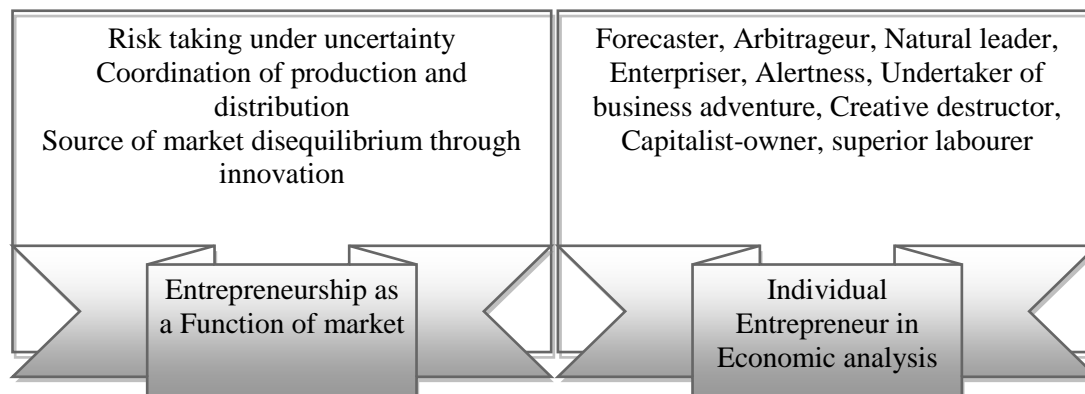 Risk taking under uncertainty
Coordination of production and
distribution
Source of market disequilibrium through
innovation
Entrepreneurship as
a Function of market
Forecaster, Arbitrageur, Natural leader,
Enterpriser, Alertness, Undertaker of
business adventure, Creative destructor,
Capitalist-owner, superior labourer
Individual
Entrepreneur in
Economic analysis